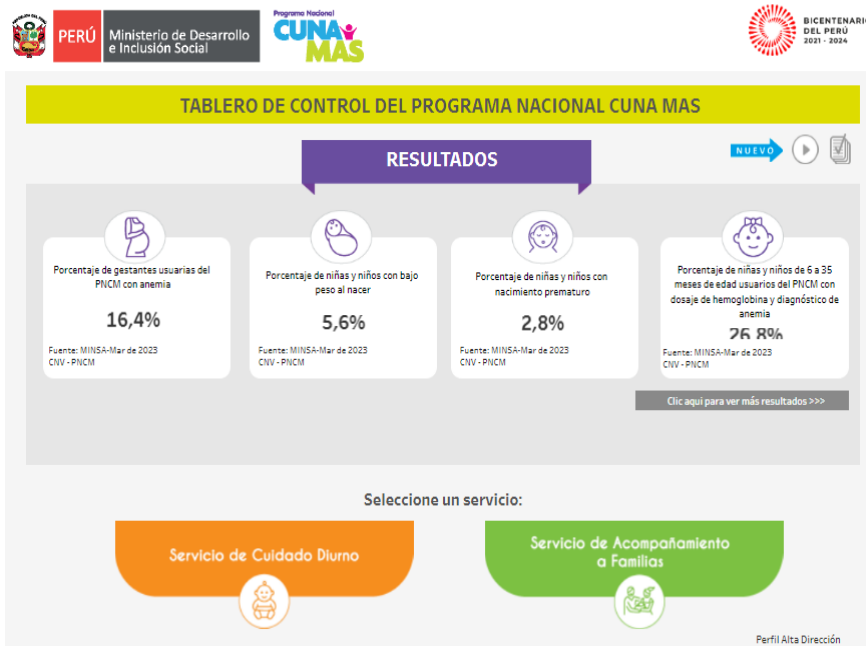 PERÚ
Ministerio de Desarrollo
e Inclusión Social
Programa Nacional
CUNA
MAS
BICENTENARIO
DEL PERÚ
2021 - 2024
TABLERO DE CONTROL DEL PROGRAMA NACIONAL CUNA MAS
RESULTADOS
NUEVO
Porcentaje de gestantes usuarias del
PNCM con anemia
16,4%
Fuente: MINSA-Mar de 2023
CNV - PNCM
Porcentaje de niñas y niños con bajo
peso al nacer
5,6%
Fuente: MINSA-Mar de 2023
CNV - PNCM
Porcentaje de niñas y niños con
nacimiento prematuro
2,8%
Fuente: MINSA-Mar de 2023
CNV - PNCM
Porcentaje de niñas y niños de 6 a 35
meses de edad usuarios del PNCM con
dosaje de hemoglobina y diagnóstico de
anemia
26,8%
Fuente: MINSA-Mar de 2023
CNV - PNCM
Clic aqui para ver más resultados >>>
Seleccione un servicio:
Servicio de Cuidado Diurno
Servicio de Acompañamiento
a Familias
Perfil Alta Dirección